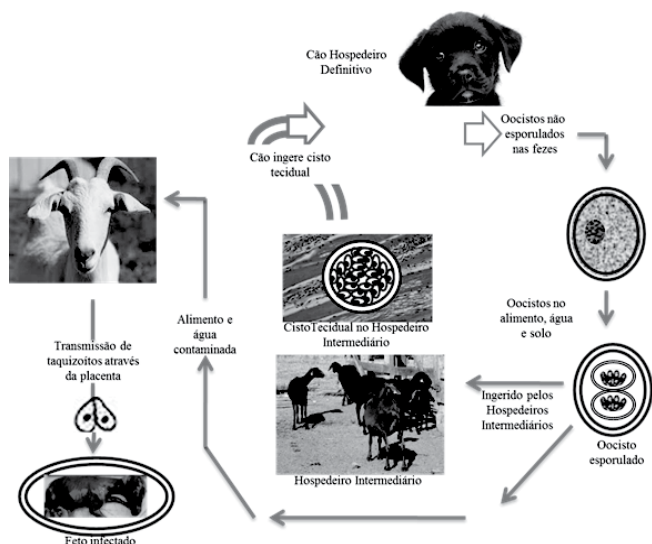 Cão Hospedeiro
Definitivo
Oocistos não
esporulados
nas fezes
Cão ingere cisto
tecidual
Oocistos no
alimento, água
e solo
CistoTecidual no Hospedeiro
Intermediário
Alimento e
água
contaminada
Transmissão de
taquizoítos através
da placenta
Ingerido pelos
Hospedeiros
Intermediários
Oocisto
esporulado
Hospedeiro Intermediário
Feto infectado